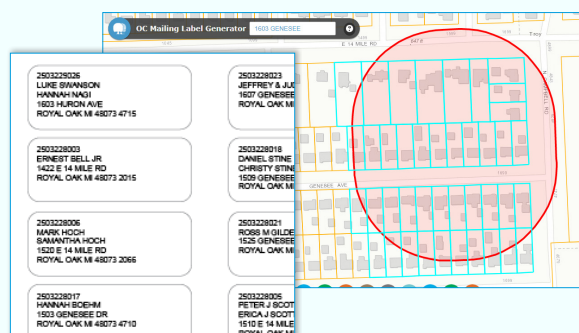 OC Mailing Label Generator
1603 GENESEE
E 14 MILE RD
GENESEE AVE
2503229026
LUKE SWANSON
HANNAH NAGI
1603 HURON AVE
ROYAL OAK MI 48073 4715
2503228023
JEFFREY & JU
1607 GENESEE
ROYAL OAK MI
2503228003
ERNEST BELL JR
1422 E 14 MILE RD
ROYAL OAK MI 48073 2015
2503228018
DANIEL STINE
CHRISTY STIN
1509 GENESEE
ROYAL OAK MI
2503228006
MARK HOCH
SAMANTHA HOCH
1520 E 14 MILE RD
ROYAL OAK MI 48073 2066
2503228021
ROSS M GILDE
1525 GENESEE
ROYAL OAK MI
2503228017
HANNAH BOEHM
1503 GENESEE DR
ROYAL OAK MI 48073 4710
2503228005
PETER J SCOT
ERICA J SCOTT
1510 E 14 MILE
ROYAL OAK MI